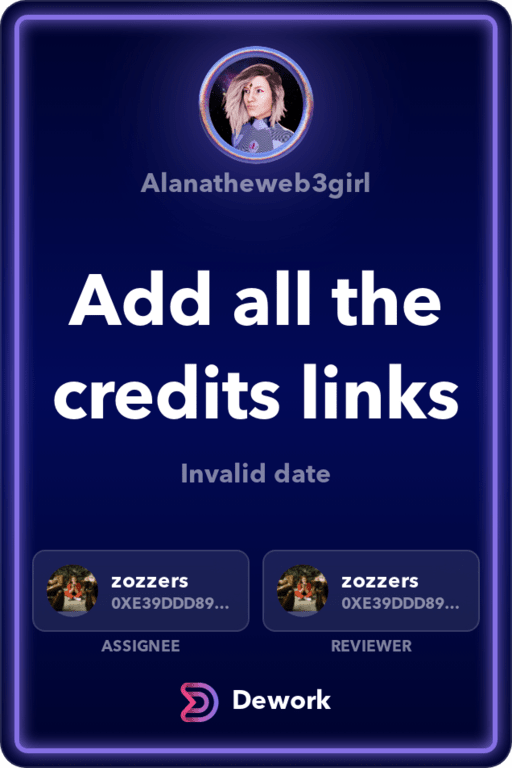 Alanatheweb3girl
Add all the
credits links
Invalid date
zozzers
0XE39DDD89...
ASSIGNEE
zozzers
0XE39DDD89...
REVIEWER
Dework